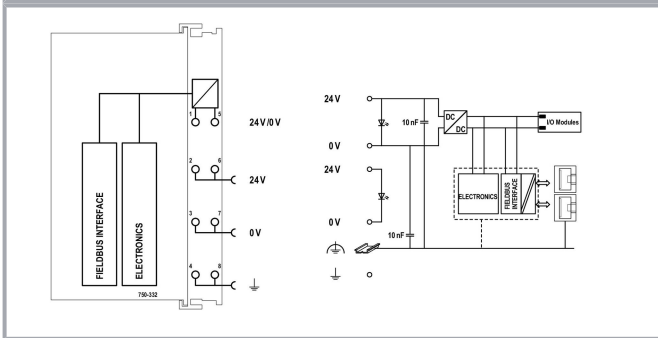 1 5
24 V /0 V
2 6
24 V
3 7
0 V
4 8
FIELDBUS INTERFACE
ELECTRONICS
750-332
24 V
10 nF
DC
DC
I/O Modules
0 V
24 V
ELECTRONICS
FIELDBUS
INTERFACE
0 V
10 nF